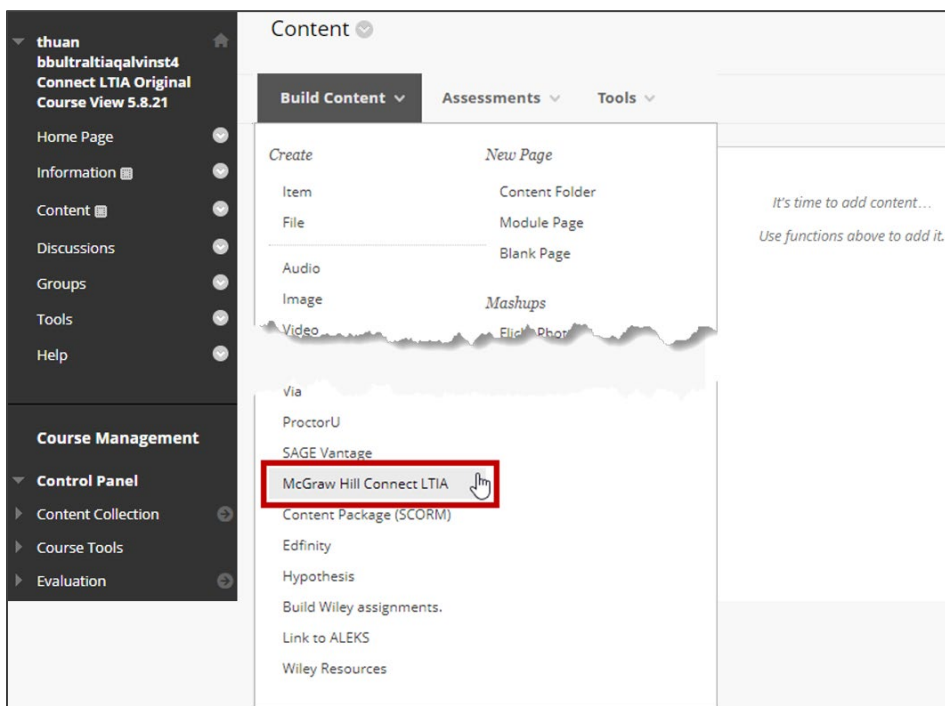 thuan
bbultraltiaqalvinst4
Connect LTIA Original
Course View 5.8.21
Home Page
Information
Content
Discussions
Groups
Tools
Help
Course Management
Control Panel
Content Collection
Course Tools
Evaluation
Content
Build Content
Assessments
Tools
Create
Item
File
Audio
Image
Video
New Page
Content Folder
Module Page
Blank Page
Mashups
Via
ProctorU
SAGE Vantage
McGraw Hill Connect LTIA
Content Package (SCORM)
Edfinity
Hypothesis
Build Wiley assignments.
Link to ALEKS
Wiley Resources
It's time to add content...
Use functions above to add it.